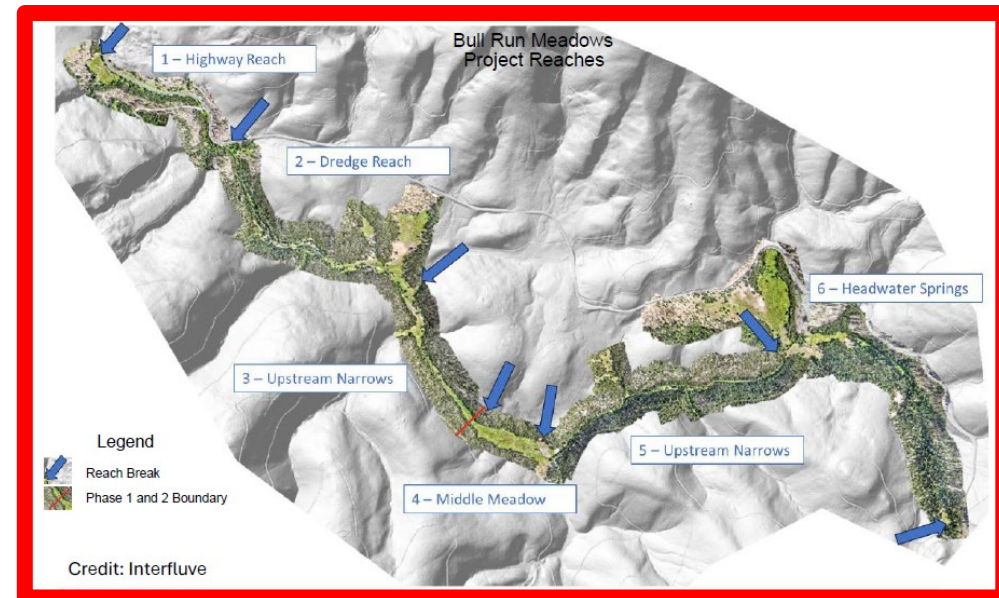 Bull Run Meadows
Project Reaches
1 – Highway Reach
2 – Dredge Reach
6 – Headwater Springs
3 – Upstream Narrows
5 – Upstream Narrows
4 – Middle Meadow
Legend
Reach Break
Phase 1 and 2 Boundary
Credit: Interfluve